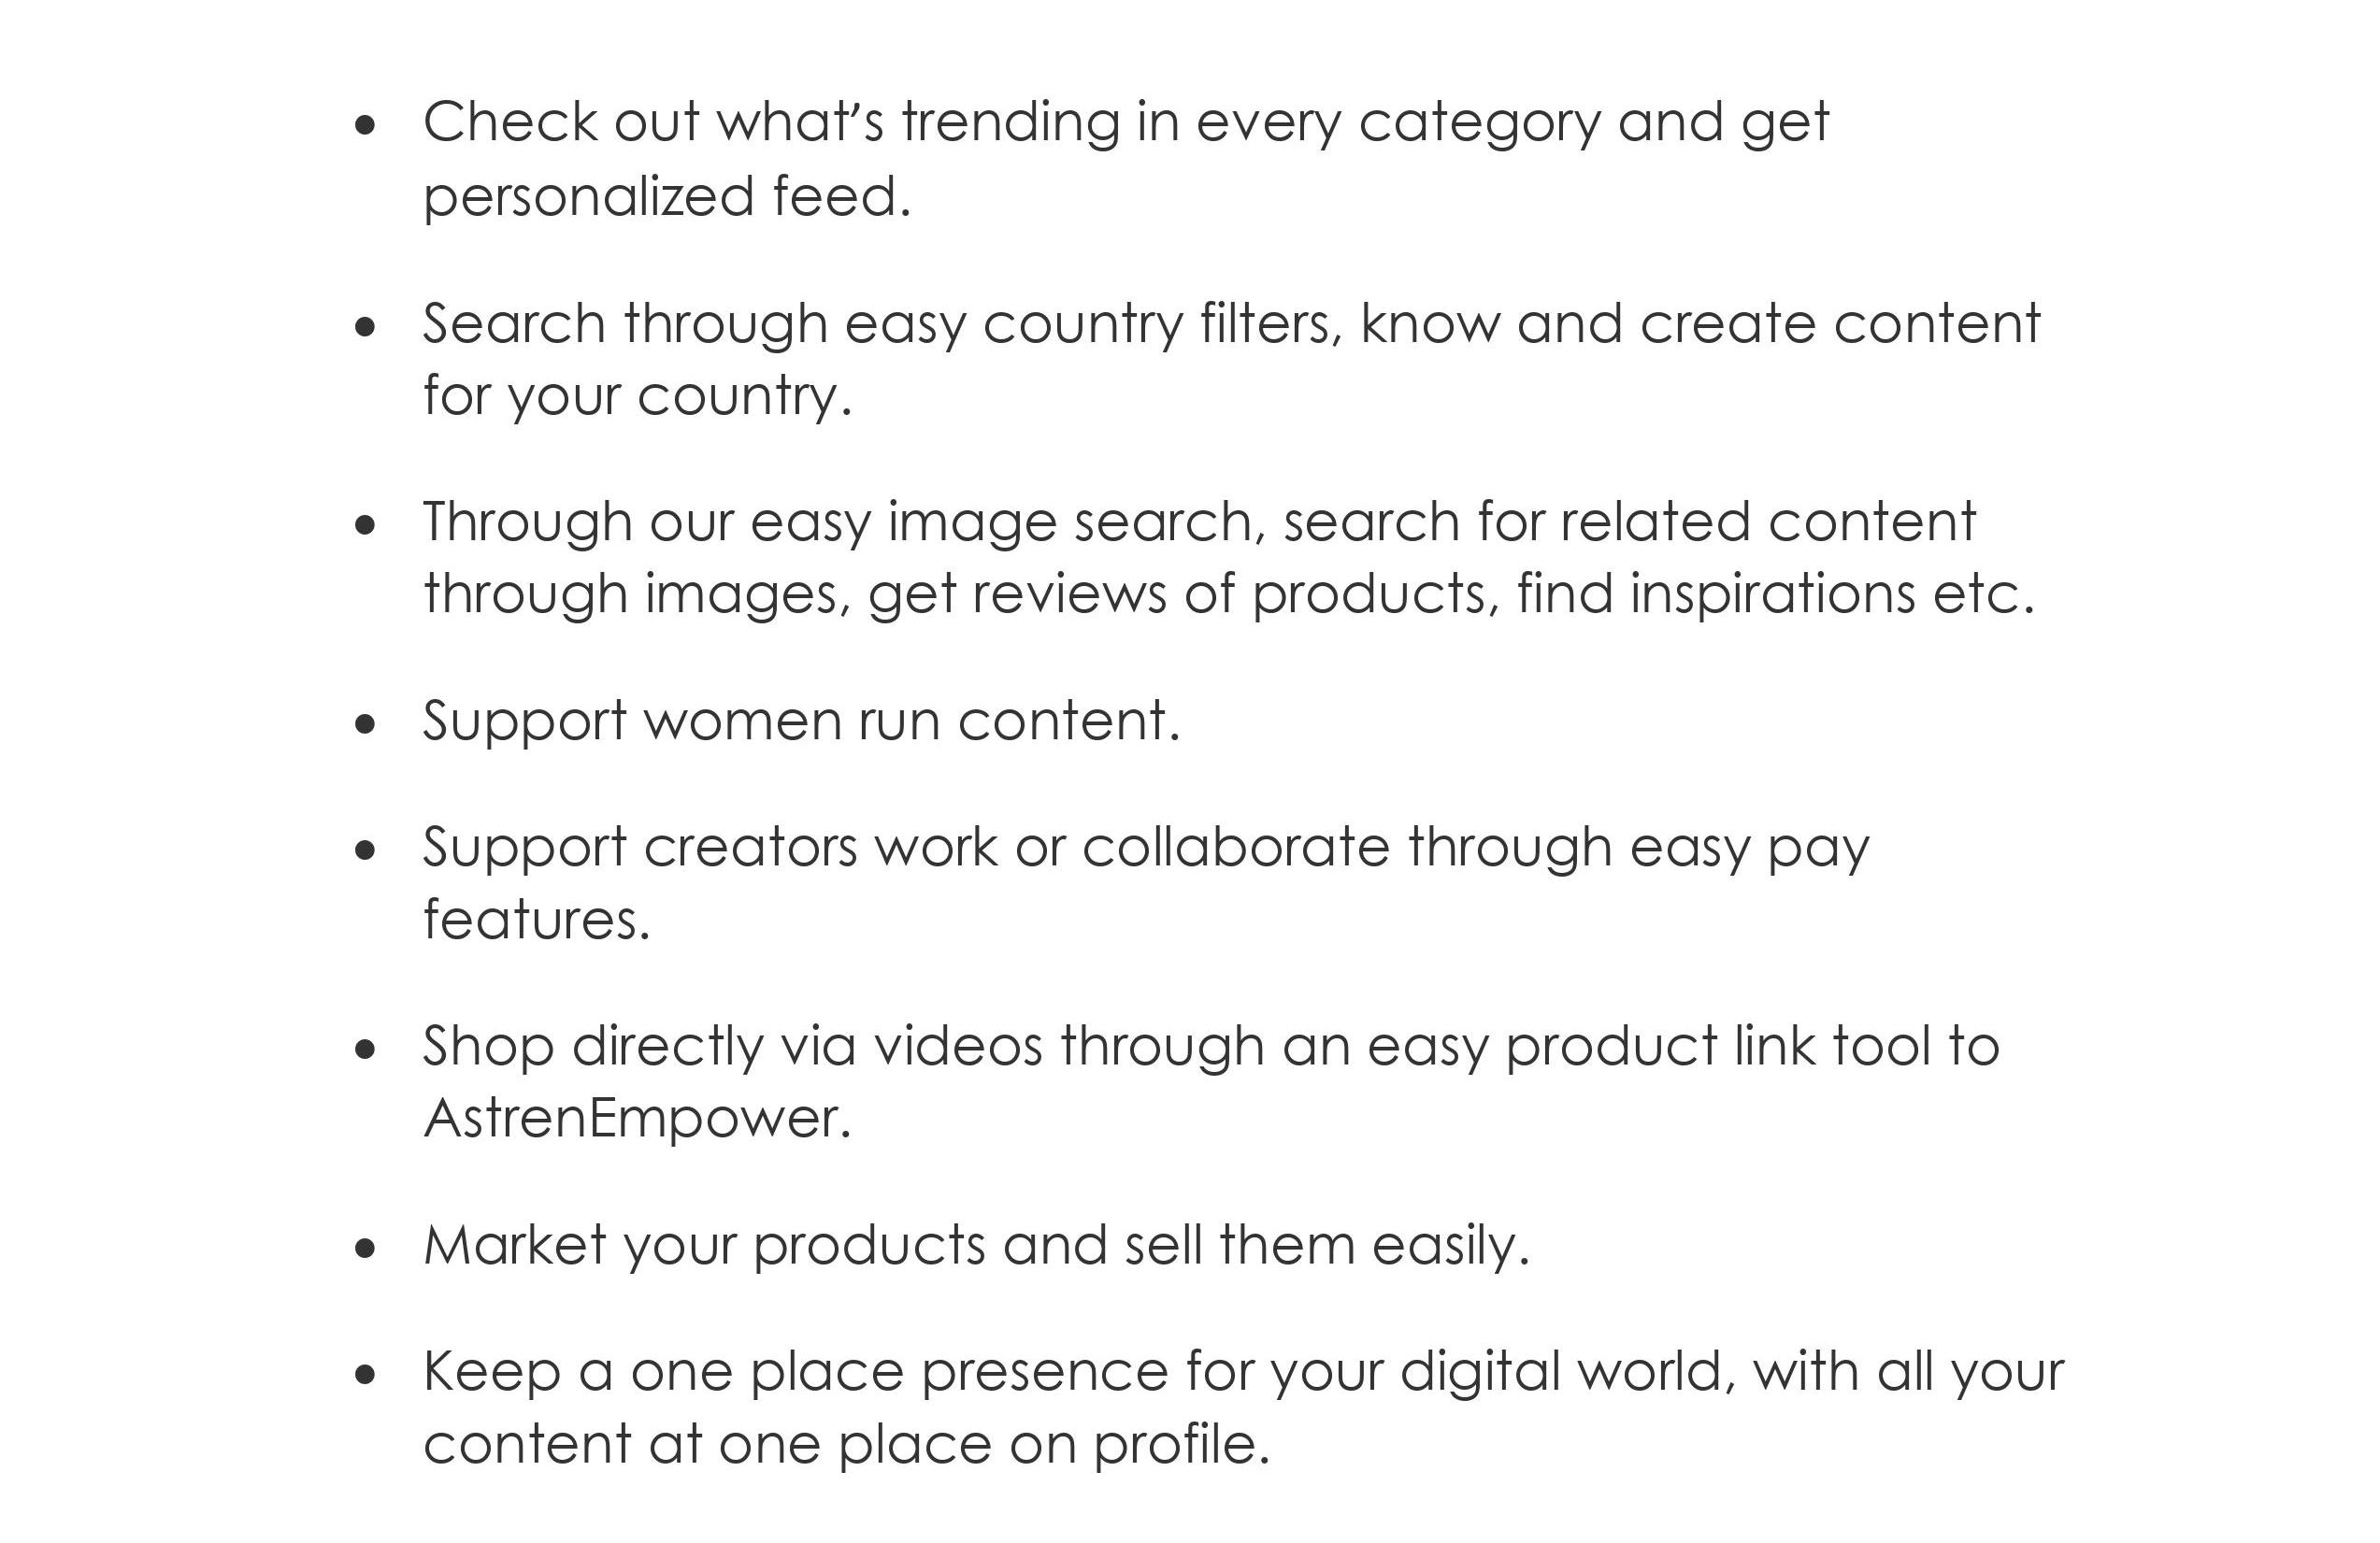 • Check out what’s trending in every category and get
personalized feed.
• Search through easy country filters, know and create content
for your country.
• Through our easy image search, search for related content
through images, get reviews of products, find inspirations etc.
• Support women run content.
• Support creators work or collaborate through easy pay
features.
• Shop directly via videos through an easy product link tool to
AstrenEmpower.
• Market your products and sell them easily.
• Keep a one place presence for your digital world, with all your
content at one place on profile.